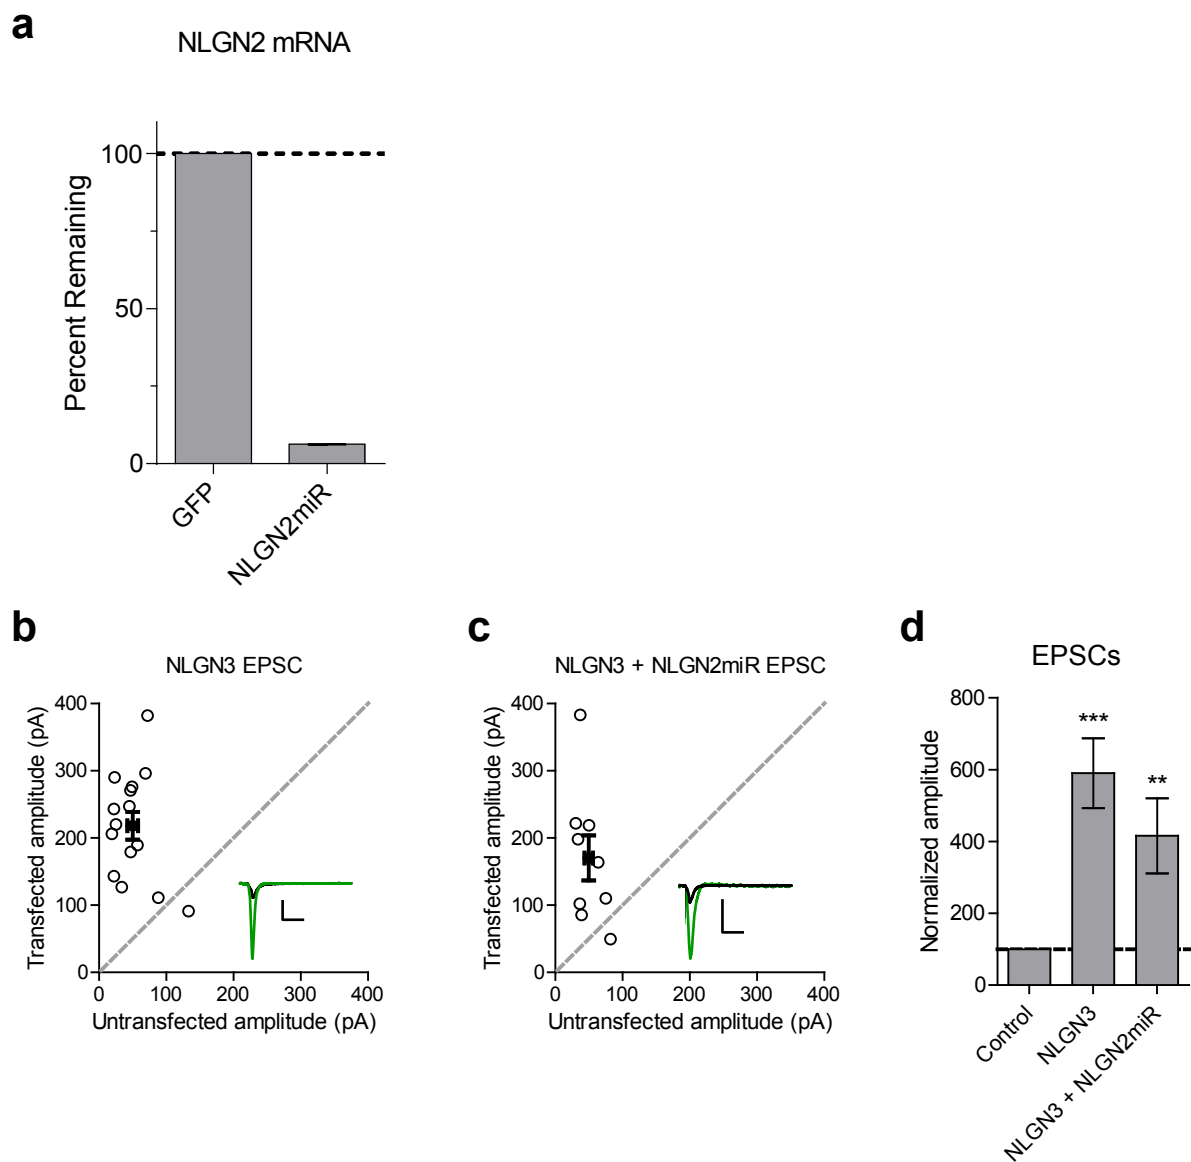 a
NLGN2 mRNA
Percent Remaining
100
50
0
GFP
NLGN2miR
b
NLGN3 EPSC
Transfected amplitude (pA)
400
300
200
100
0
0 100 200 300 400
Untransfected amplitude (pA)
c
NLGN3 + NLGN2miR EPSC
Transfected amplitude (pA)
400
300
200
100
0
0 100 200 300 400
Untransfected amplitude (pA)
d
EPSCs
Normalized amplitude
800
600
400
200
0
***
**
Control
NLGN3
NLGN3 + NLGN2miR